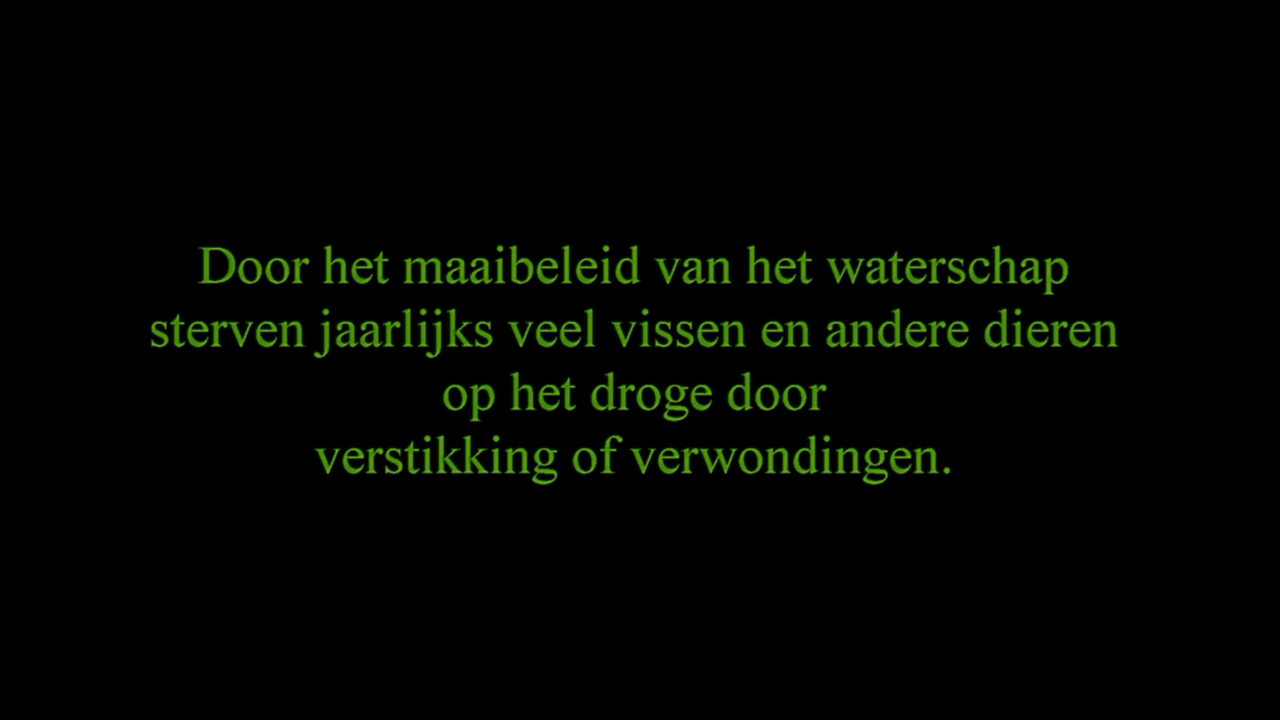 Door het maaibeleid van het waterschap
sterven jaarlijks veel vissen en andere dieren
op het droge door
verstikking of verwondingen.